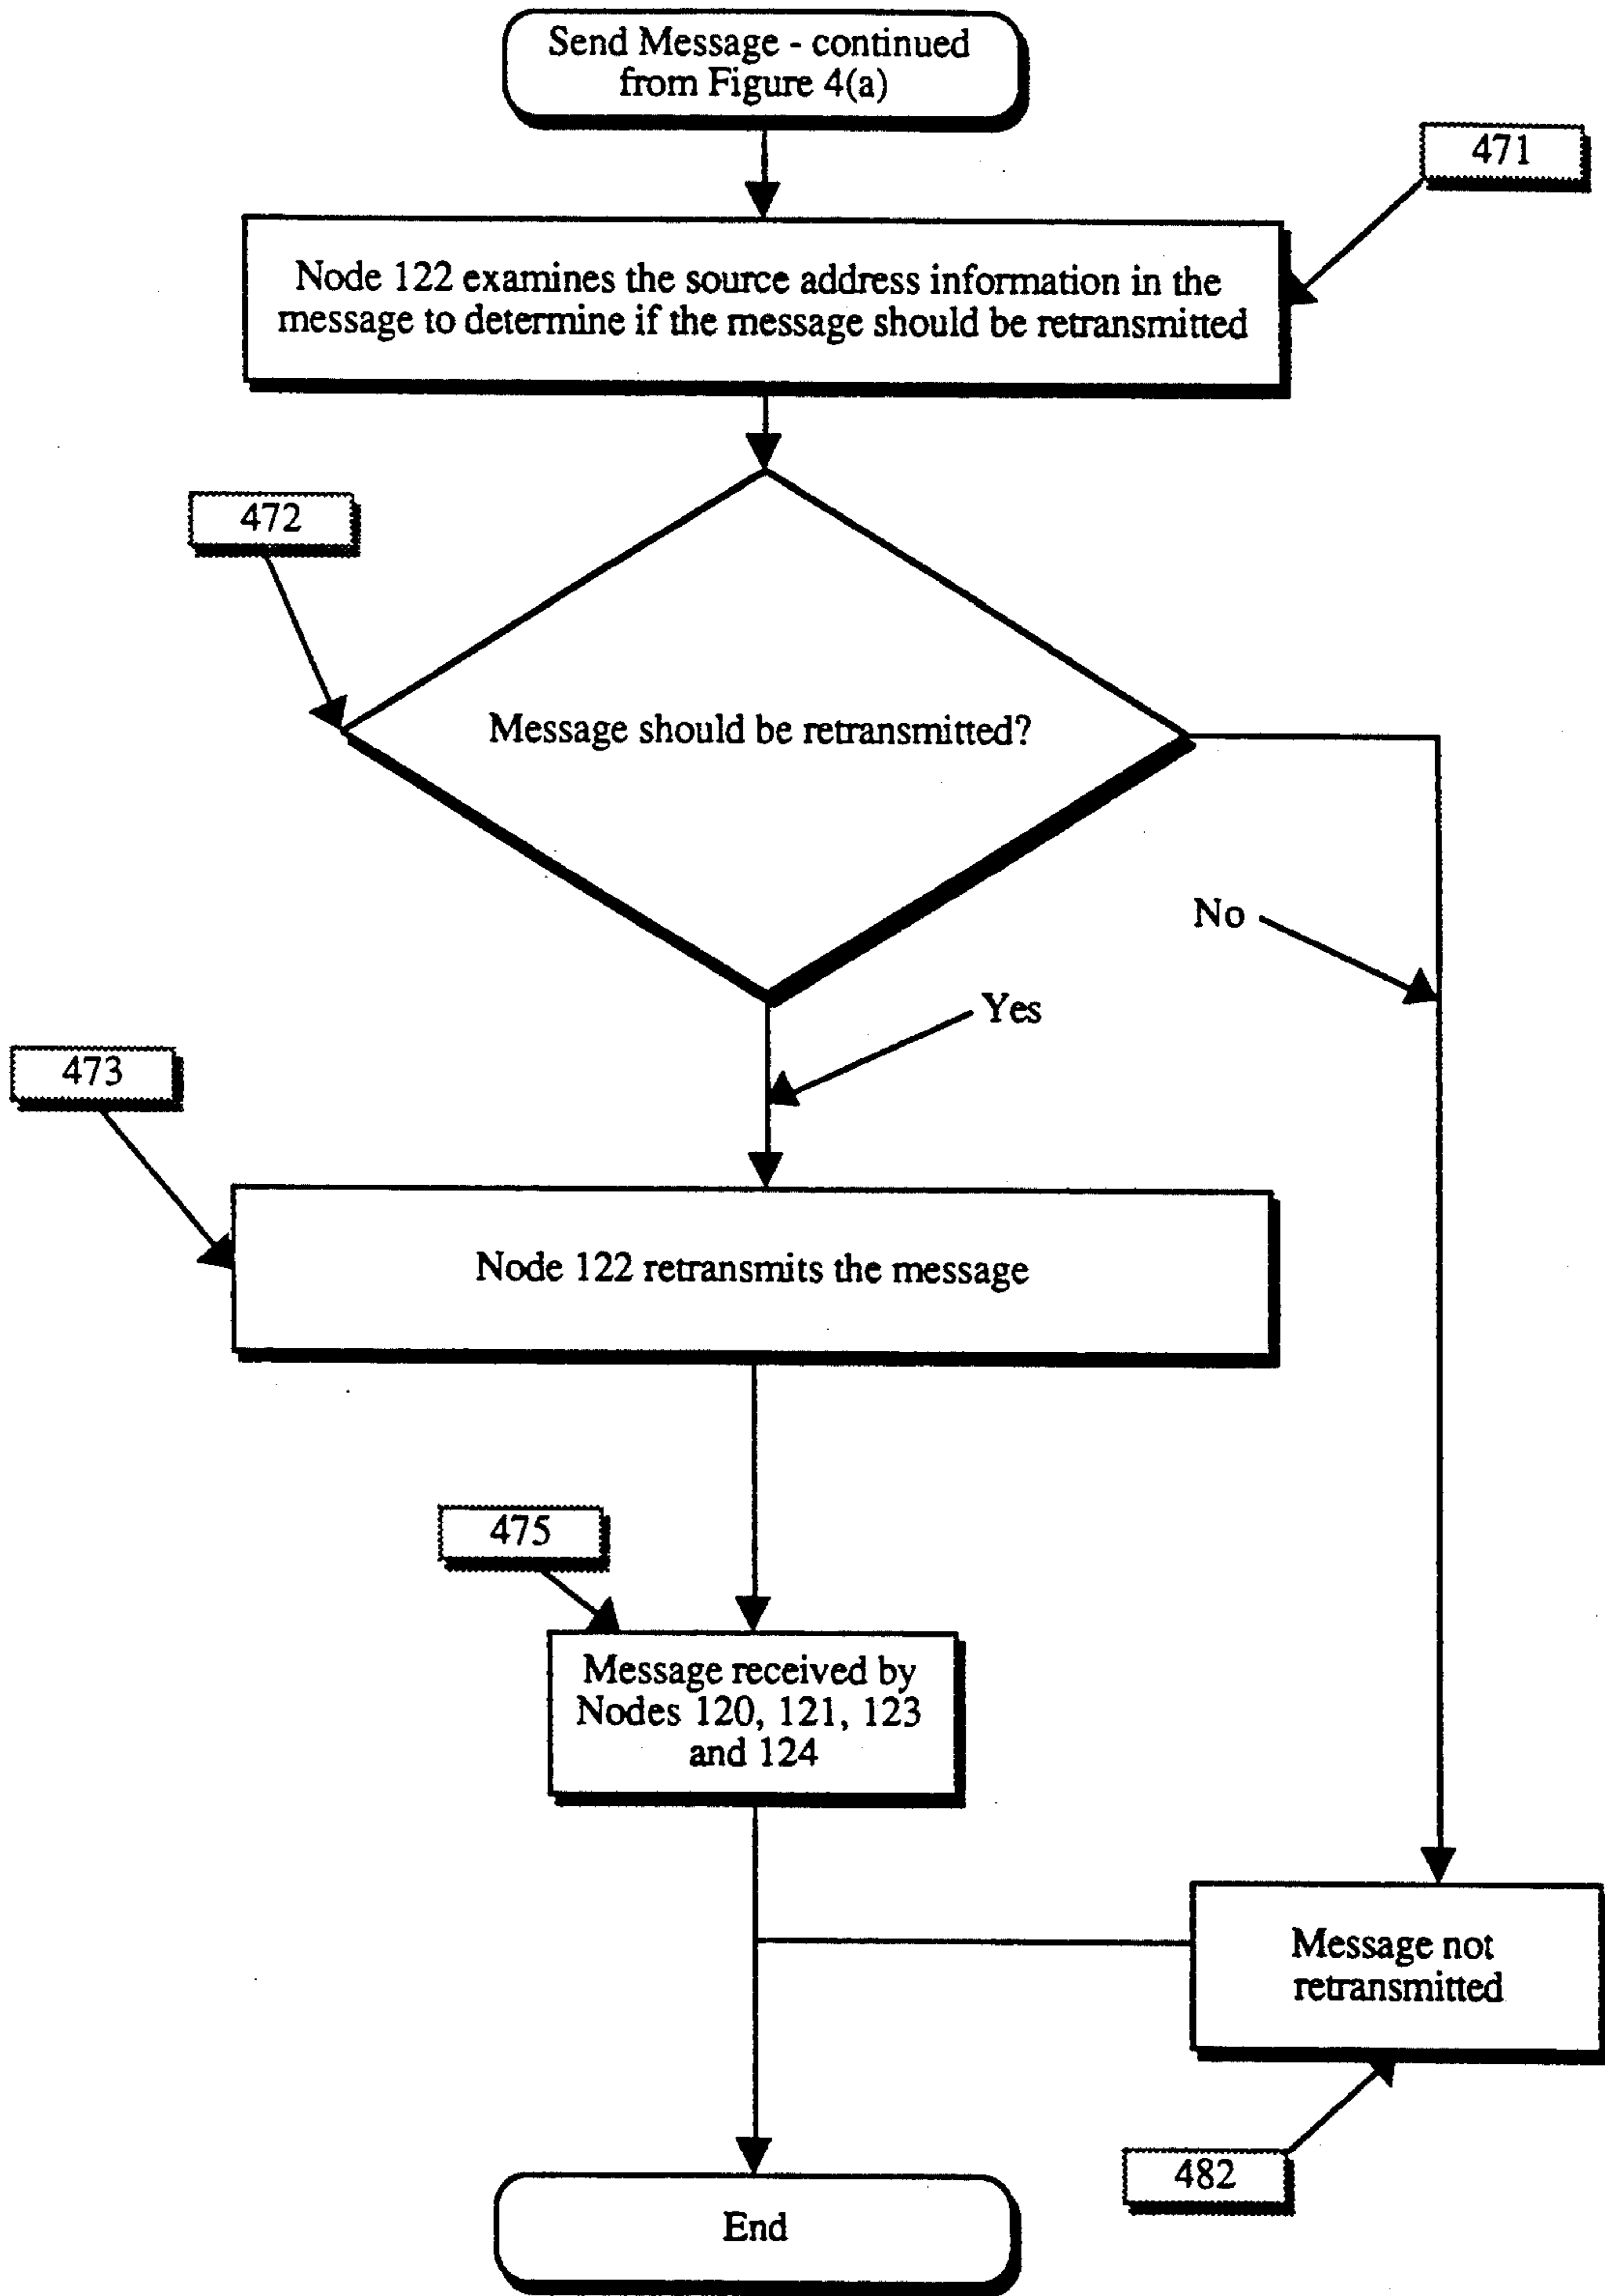 Send Message - continued
from Figure 4(a)
471
Node 122 examines the source address information in the
message to determine if the message should be retransmitted
472
Message should be retransmitted?
No
Yes
473
Node 122 retransmits the message
475
Message received by
Nodes 120, 121, 123
and 124
Message not
retransmitted
482
End